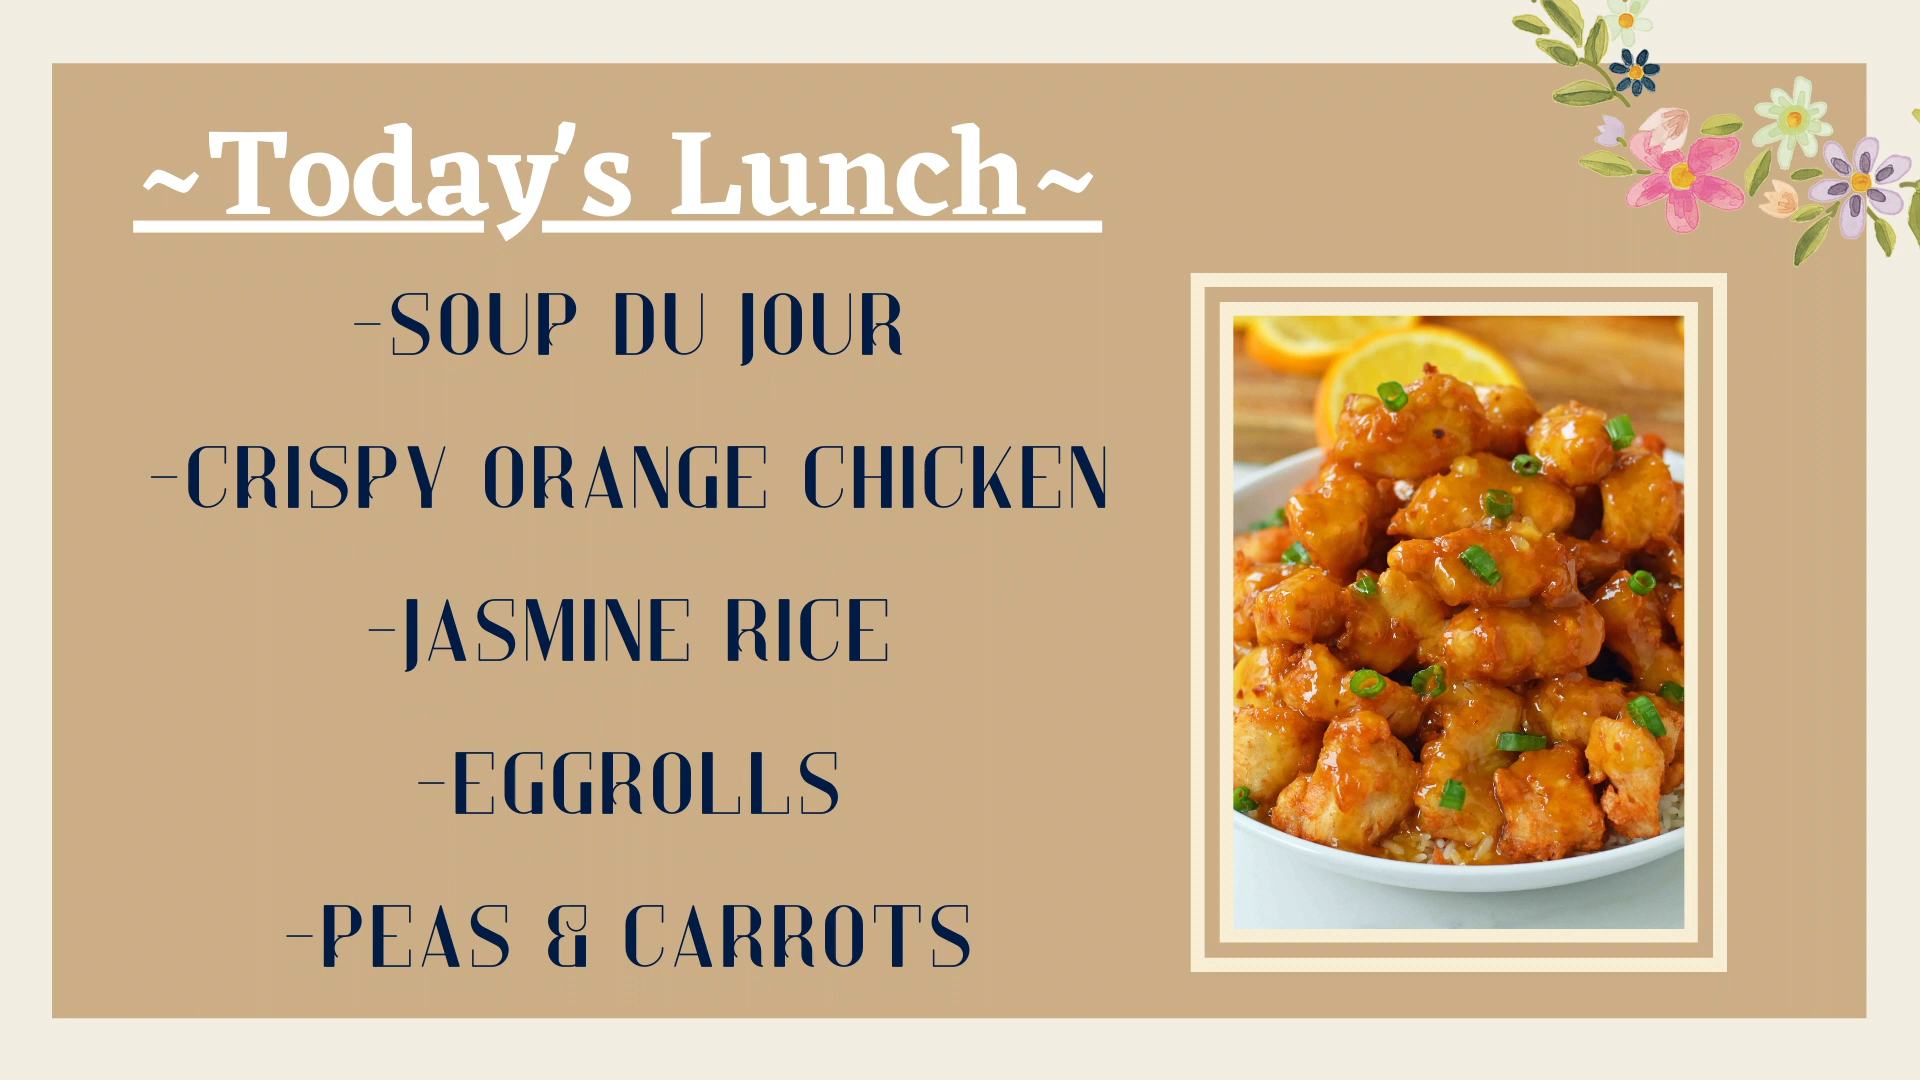 ~Today's Lunch~
-SOUP DU JOUR
-CRISPY ORANGE CHICKEN
-JASMINE RICE
-EGGROLLS
-PEAS & CARROTS